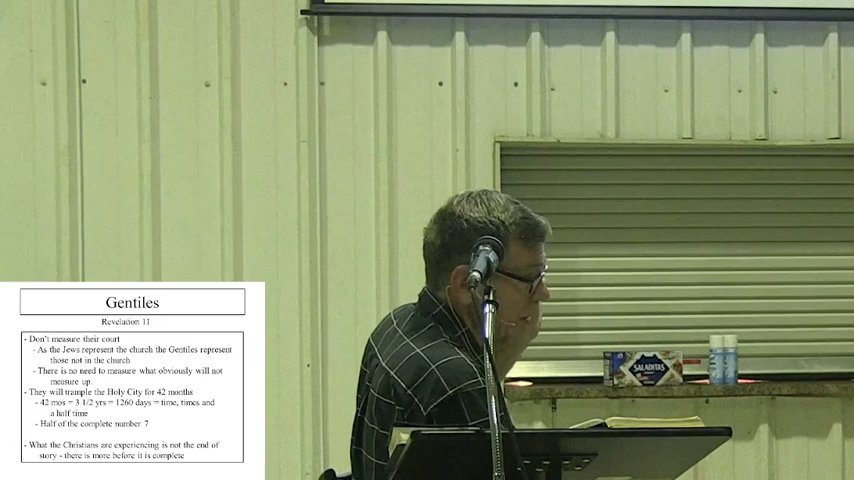 Gentiles
Revelation 11
- Don't measure their court
- As the Jews represent the church the Gentiles represent
those not in the church
- There is no need to measure what obviously will not
measure up.
- They will trample the Holy City for 42 months
- 42 mos = 3 1/2 yrs = 1260 days = time, times and
a half time
- Half of the complete number 7
- What the Christians are experiencing is not the end of
story - there is more before it is complete
SALADITAS